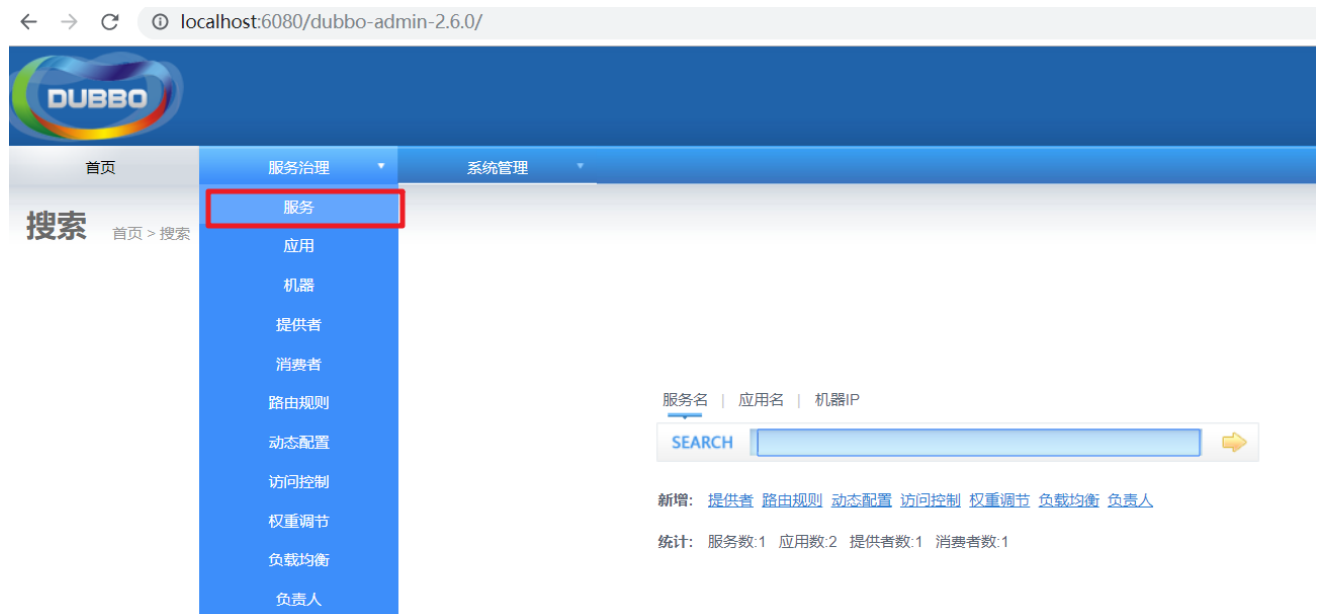 localhost:6080/dubbo-admin-2.6.0/
DUBBO
首页 服务治理 系统管理
服务
搜索 首页 > 搜索
应用
机器
提供者
消费者
路由规则
服务名 | 应用名 | 机器IP
动态配置
SEARCH
访问控制
新增: 提供者 路由规则 动态配置 访问控制 权重调节 负载均衡 负责人
权重调节
统计: 服务数:1 应用数:2 提供者数:1 消费者数:1
负载均衡
负责人